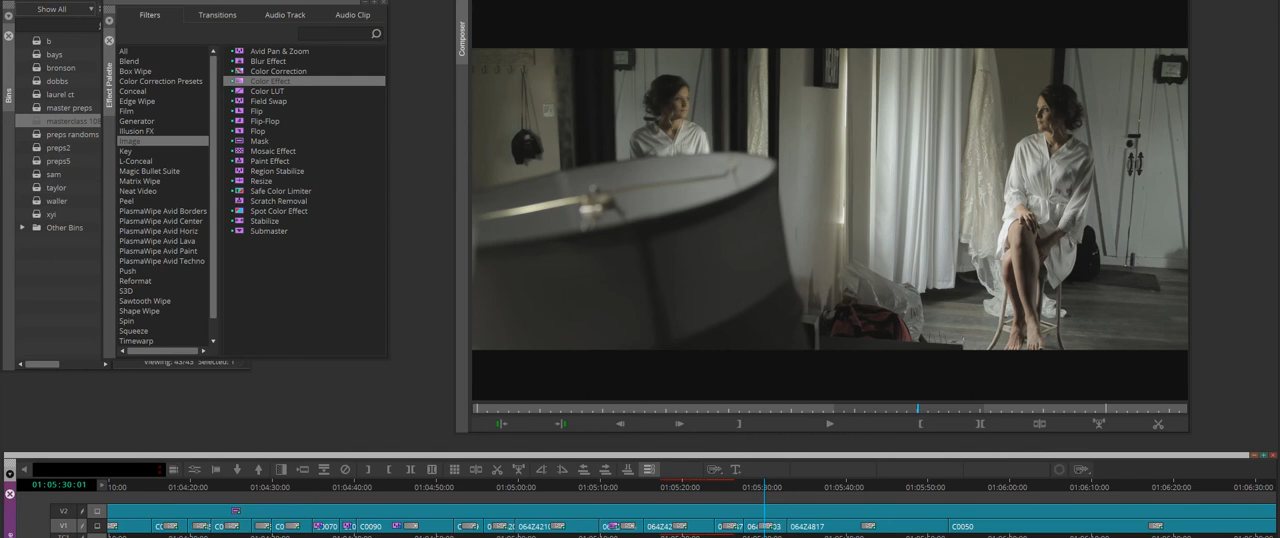 Show All
Bins
b
bays
bronson
dobbs
laurel ct
master preps
masterclass 108
preps randoms
preps2
preps5
sam
taylor
waller
xyi
Other Bins
Effect Palette
Filters
Transitions
Audio Track
Audio Clip
All
Blend
Box Wipe
Color Correction Presets
Conceal
Edge Wipe
Film
Generator
Illusion FX
Image
Key
L-Conceal
Magic Bullet Suite
Matrix Wipe
Neat Video
Peel
PlasmaWipe Avid Borders
PlasmaWipe Avid Center
PlasmaWipe Avid Horiz
PlasmaWipe Avid Lava
PlasmaWipe Avid Paint
PlasmaWipe Avid Techno
Push
Reformat
S3D
Sawtooth Wipe
Shape Wipe
Spin
Squeeze
Timewarp
Avid Pan & Zoom
Blur Effect
Color Correction
Color Effect
Color LUT
Field Swap
Flip
Flip-Flop
Flop
Mask
Mosaic Effect
Paint Effect
Region Stabilize
Resize
Safe Color Limiter
Scratch Removal
Spot Color Effect
Stabilize
Submaster
Viewing: 43/43 Selected: 1
Composer
01:05:30:01
10:00 01:04:20:00 01:04:30:00 01:04:40:00 01:04:50:00 01:05:00:00 01:05:10:00 01:05:20:00 01:05:30:00 01:05:40:00 01:05:50:00 01:06:00:00 01:06:10:00 01:06:20:00 01:06:30:00
V2
V1 C0090 064Z421 064Z42 064Z4817 C0050
TC1